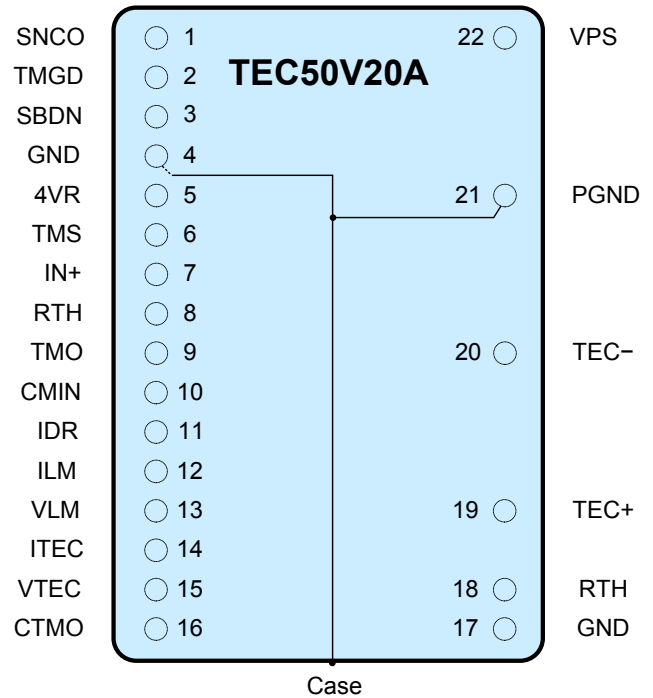 SNCO 1 22 VPS
TMGD 2 TEC50V20A
SBDN 3
GND 4
4VR 5 21 PGND
TMS 6
IN+ 7
RTH 8
TMO 9 20 TEC−
CMIN 10
IDR 11
ILM 12
VLM 13 19 TEC+
ITEC 14
VTEC 15 18 RTH
CTMO 16 17 GND
Case